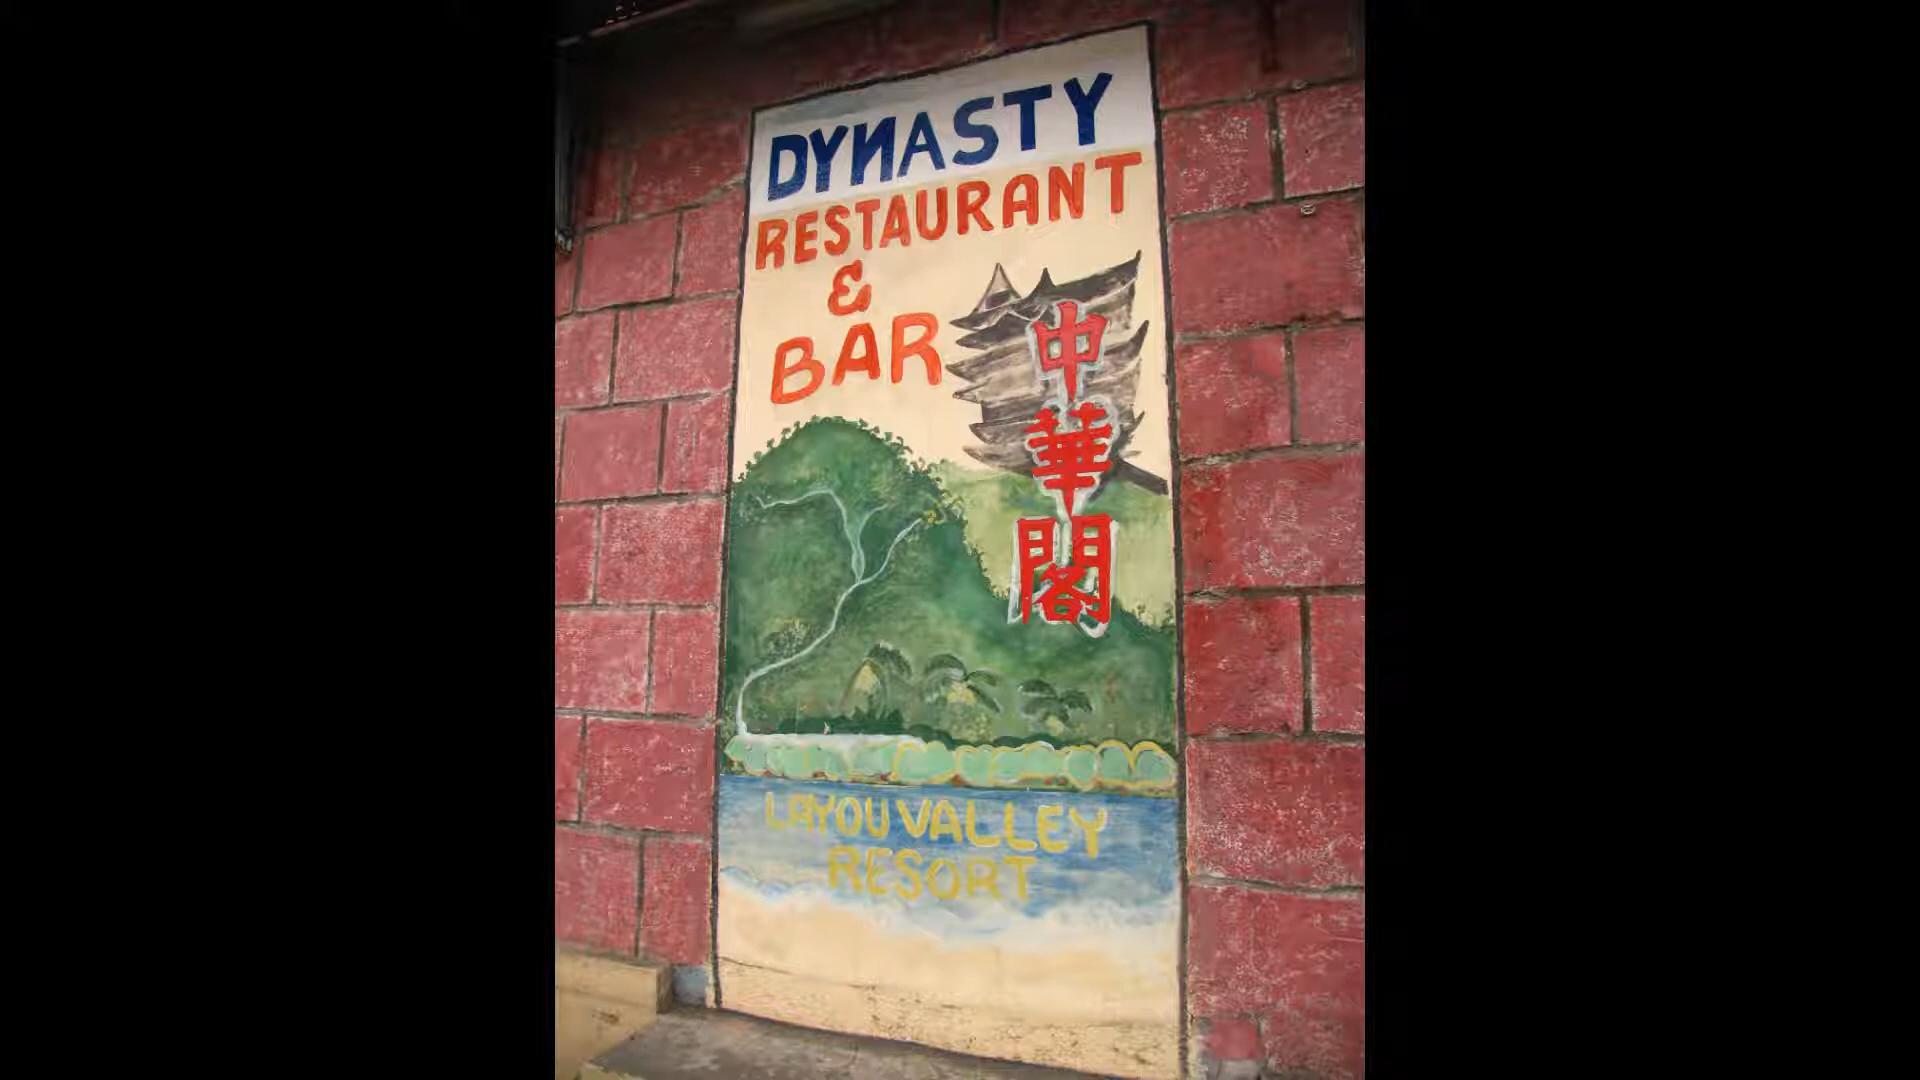 DYNASTY
RESTAURANT
&
BAR
中華閣
LAYOU VALLEY
RESORT